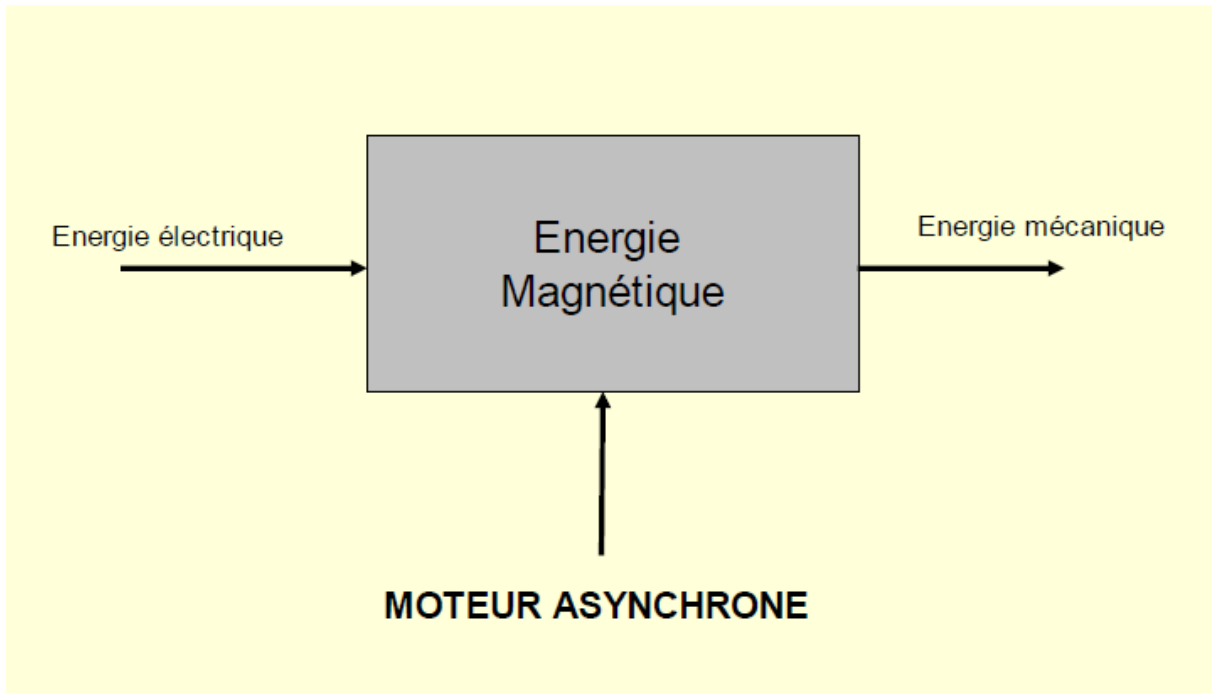 Energie électrique
Energie
Magnétique
Energie mécanique
MOTEUR ASYNCHRONE